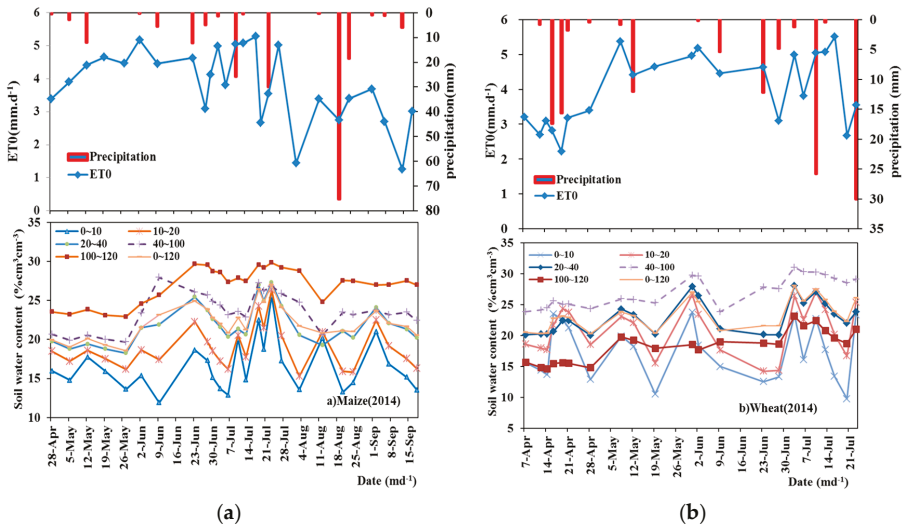 6
5
4
3
2
1
0
ET0(mm.d-1)
0
10
20
30
40
50
60
70
80
precipitation(mm)
Precipitation
ET0
35
30
25
20
15
10
Soil water content (%cm3cm-3)
0~10 10~20
20~40 40~100
100~120 0~120
a)Maize(2014)
28-Apr 5-May 12-May 19-May 26-May 2-Jun 9-Jun 16-Jun 23-Jun 30-Jun 7-Jul 14-Jul 21-Jul 28-Jul 4-Aug 11-Aug 18-Aug 25-Aug 1-Sep 8-Sep 15-Sep
Date (md-1)
(a)
6
5
4
3
2
1
0
ET0(mm.d-1)
0
5
10
15
20
25
30
35
precipitation(mm)
Precipitation
ET0
35
30
25
20
15
10
5
Soil water content (%cm3cm-3)
0~10 10~20
20~40 40~100
100~120 0~120
b)Wheat(2014)
7-Apr 14-Apr 21-Apr 28-Apr 5-May 12-May 19-May 26-May 2-Jun 9-Jun 16-Jun 23-Jun 30-Jun 7-Jul 14-Jul 21-Jul
Date (md-1)
(b)